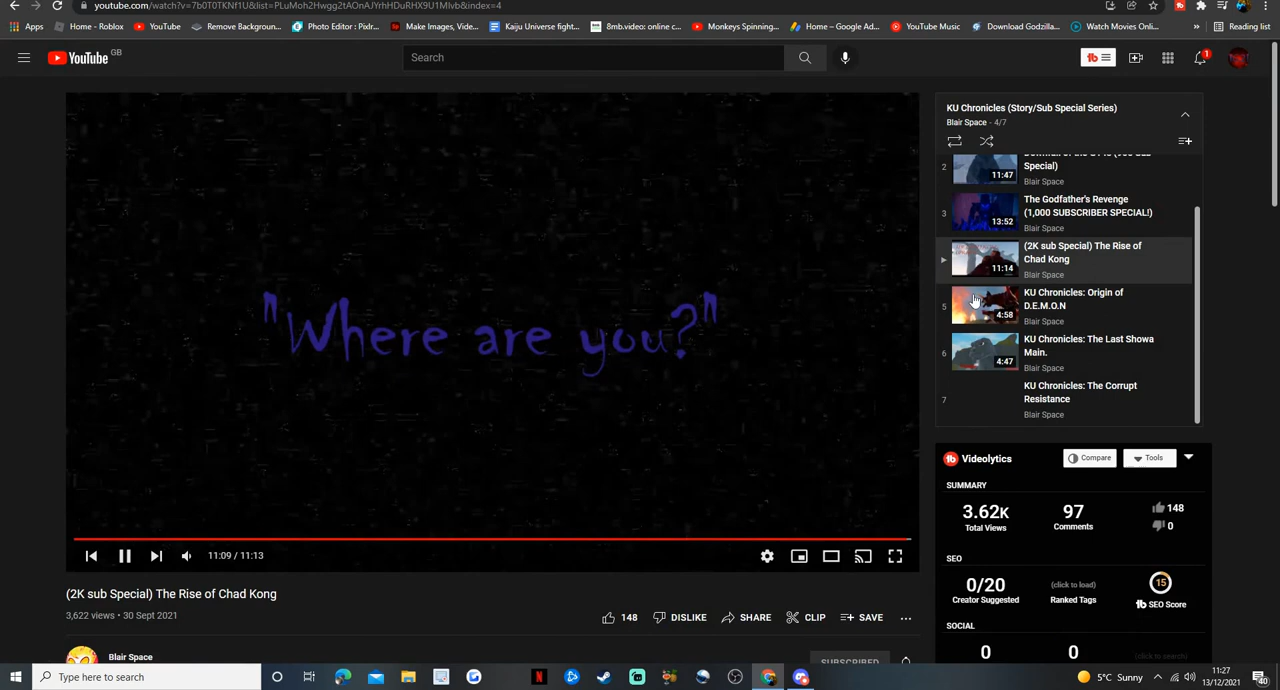 youtube.com/watch?v=7b0T0TKNf1U&list=PLuMoh2Hwgg2tAOnAJYrhHDuRHX9U1MIvb&index=4
Apps
Home Roblox
YouTube
Remove Background...
Photo Editor : Pixlr...
Make Images, Vide...
Kaiju Universe fight...
8mb.video: online c...
Monkeys Spinning...
Home – Google Ad...
YouTube Music
Download Godzilla...
Watch Movies Onli...
»
Reading list
YouTube GB
Search
1
"Where are you?"
11:09 / 11:13
(2K sub Special) The Rise of Chad Kong
3,622 views • 30 Sept 2021
148
DISLIKE
SHARE
CLIP
SAVE
Blair Space
SUBSCRIBED
KU Chronicles (Story/Sub Special Series)
Blair Space - 4/7
2
11:47
Special)
Blair Space
3
13:52
The Godfather's Revenge
(1,000 SUBSCRIBER SPECIAL!)
Blair Space
11:14
(2K sub Special) The Rise of
Chad Kong
Blair Space
5
4:58
KU Chronicles: Origin of
D.E.M.O.N
Blair Space
6
4:47
KU Chronicles: The Last Showa
Main.
Blair Space
7
KU Chronicles: The Corrupt
Resistance
Blair Space
Videolytics
Compare
Tools
SUMMARY
3.62K
Total Views
97
Comments
148
0
SEO
0/20
Creator Suggested
(click to load)
Ranked Tags
15
SEO Score
SOCIAL
0
0
(click to search)
Type here to search
5°C Sunny
11:27
13/12/2021
40